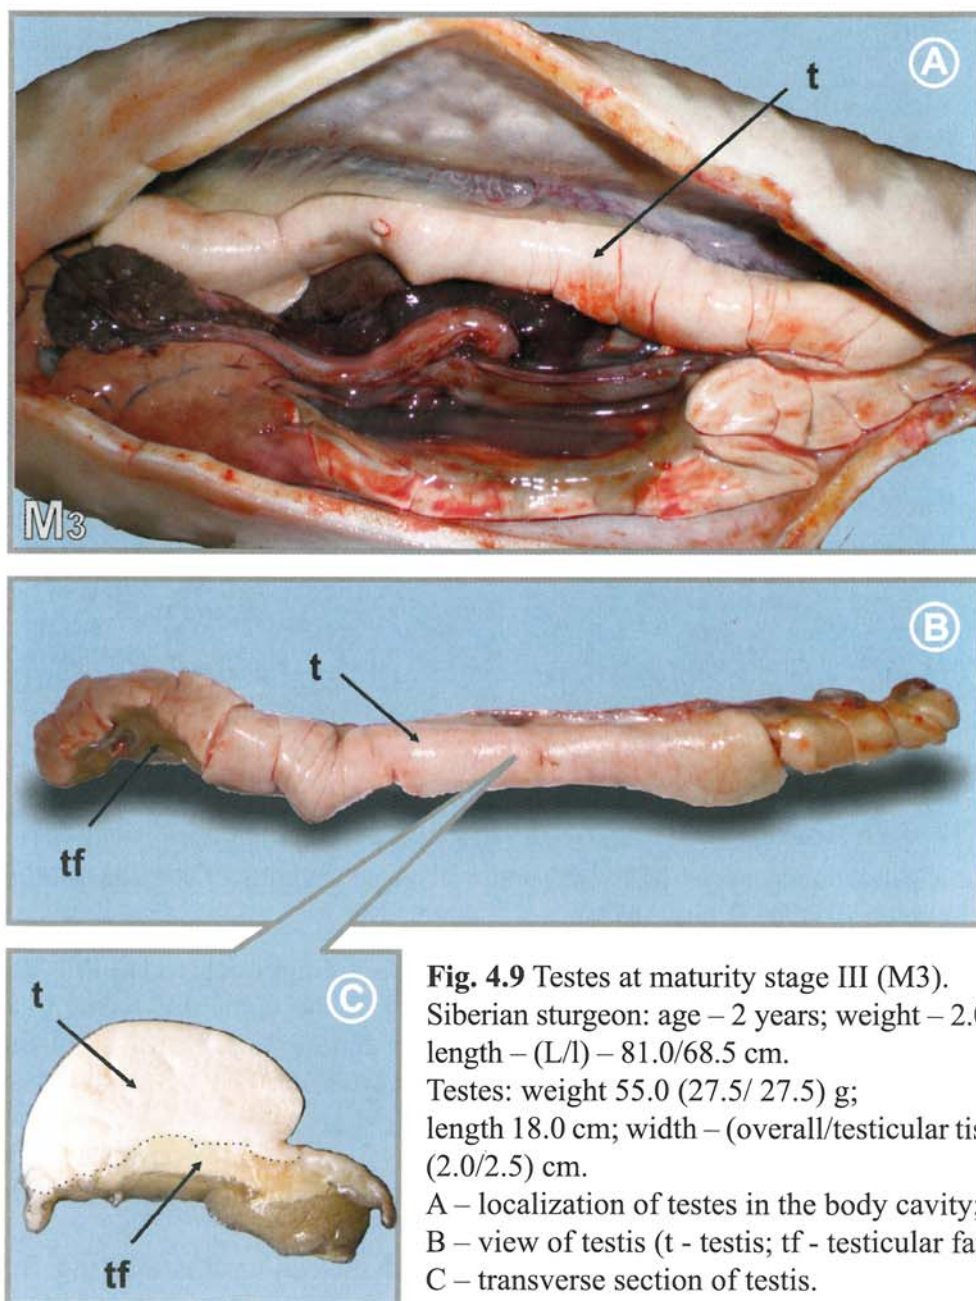 A
t
M3
B
t
tf
C
t
tf
Fig. 4.9 Testes at maturity stage III (M3).
Siberian sturgeon: age – 2 years; weight – 2.
length – (L/l) – 81.0/68.5 cm.
Testes: weight 55.0 (27.5/ 27.5) g;
length 18.0 cm; width – (overall/testicular
(2.0/2.5) cm.
A – localization of testes in the body cavity;
B – view of testis (t - testis; tf - testicular
C – transverse section of testis.